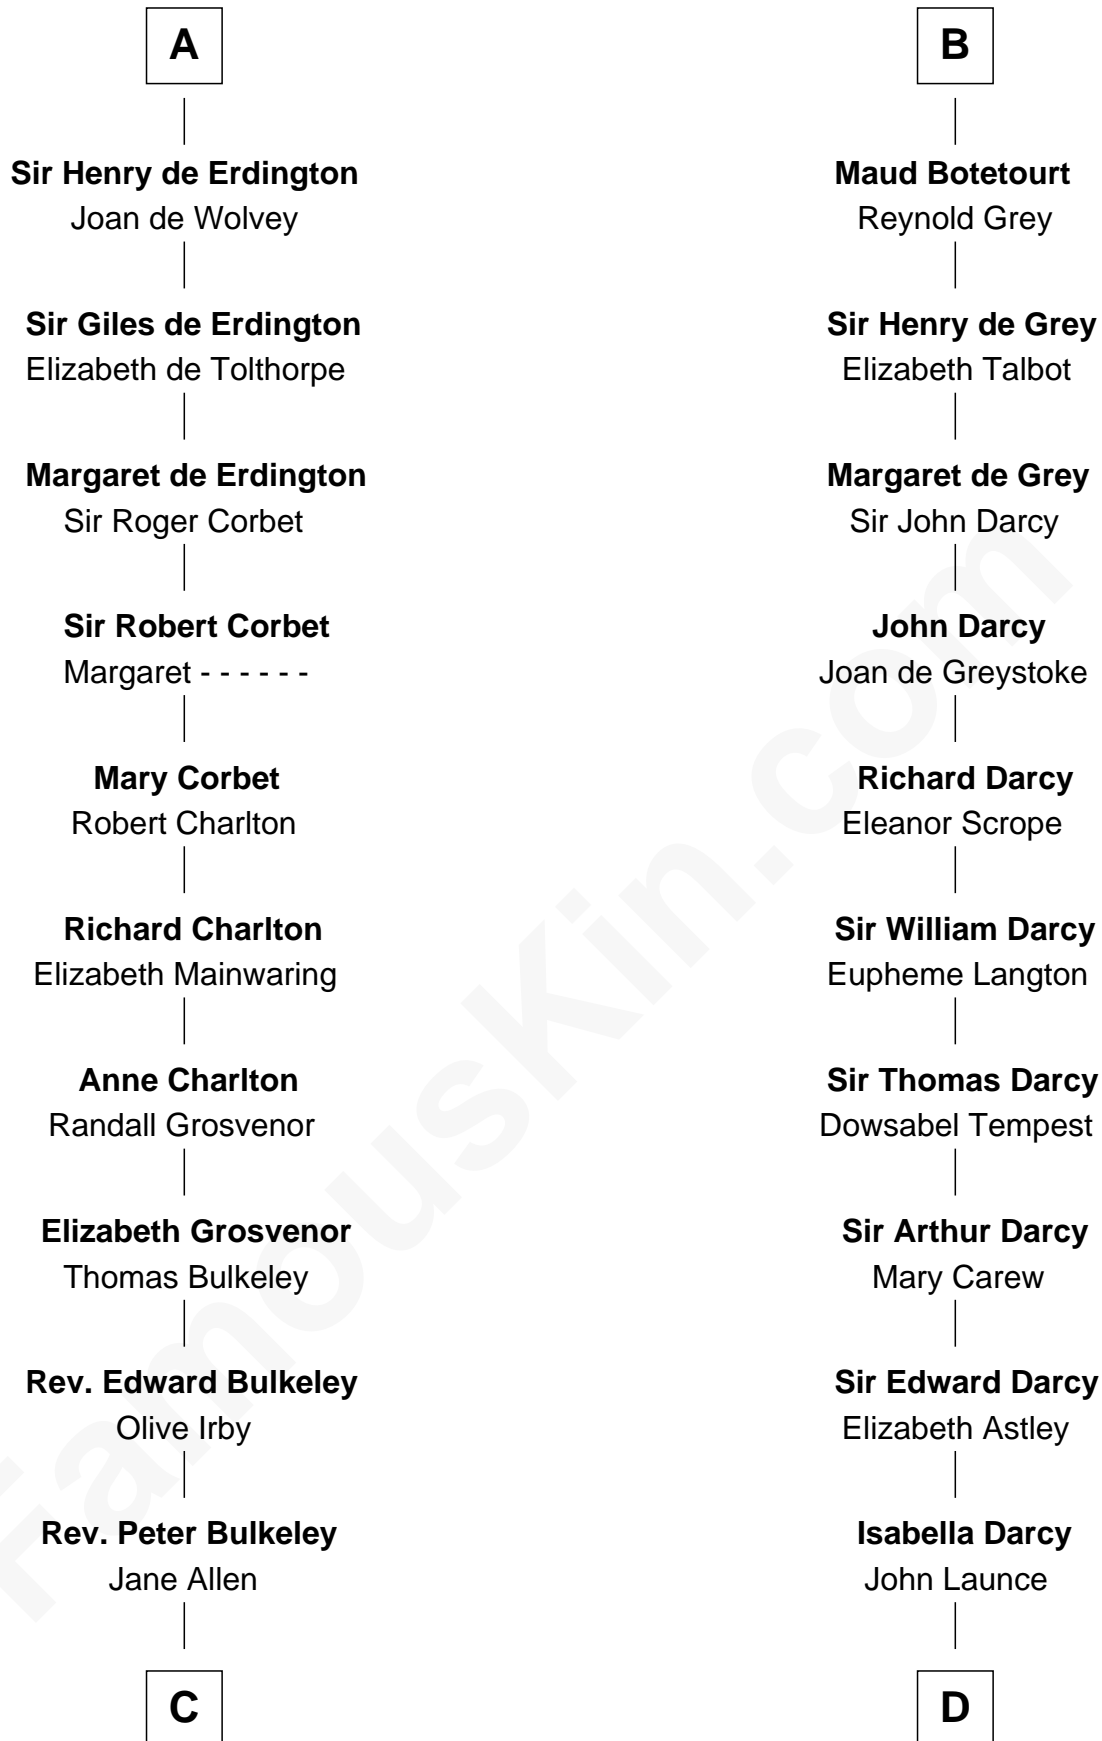 A
Sir Henry de Erdington
Joan de Wolvey
Sir Giles de Erdington
Elizabeth de Tolthorpe
Margaret de Erdington
Sir Roger Corbet
Sir Robert Corbet
Margaret - - - - - -
Mary Corbet
Robert Charlton
Richard Charlton
Elizabeth Mainwaring
Anne Charlton
Randall Grosvenor
Elizabeth Grosvenor
Thomas Bulkeley
Rev. Edward Bulkeley
Olive Irby
Rev. Peter Bulkeley
Jane Allen
C
B
Maud Botetourt
Reynold Grey
Sir Henry de Grey
Elizabeth Talbot
Margaret de Grey
Sir John Darcy
John Darcy
Joan de Greystoke
Richard Darcy
Eleanor Scrope
Sir William Darcy
Eupheme Langton
Sir Thomas Darcy
Dowsabel Tempest
Sir Arthur Darcy
Mary Carew
Sir Edward Darcy
Elizabeth Astley
Isabella Darcy
John Launce
D
FamousKin.com